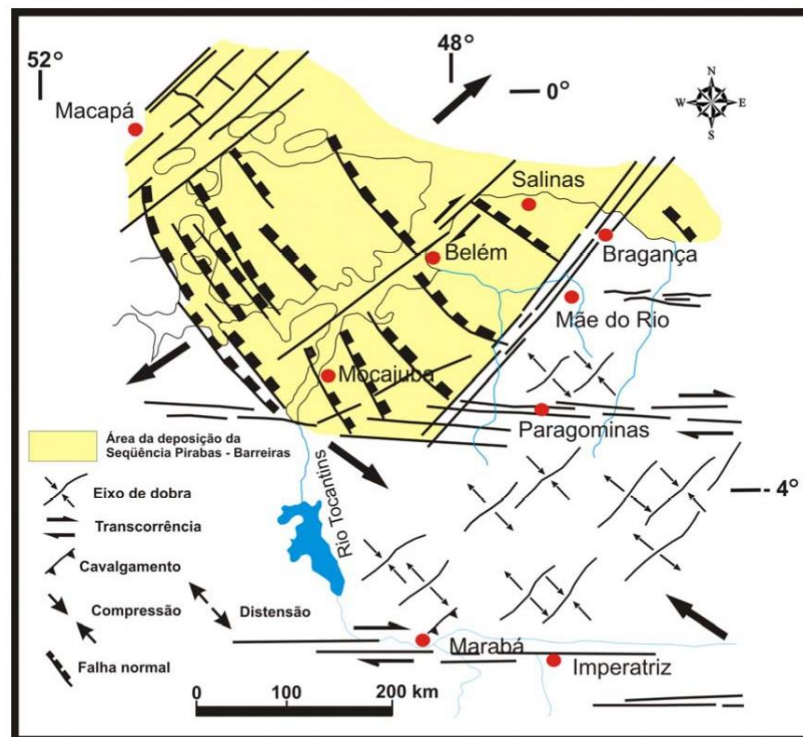 52°
48°
0°
N
W
E
S
Macapá
Salinas
Belém
Bragança
Mãe do Rio
Mocajuba
Paragominas
Área da deposição da
Seqüência Pirabas - Barreiras
Eixo de dobra
- 4°
Transcorrência
Rio Tocantins
Cavalgamento
Compressão
Distensão
Marabá
Falha normal
Imperatriz
0
100
200 km